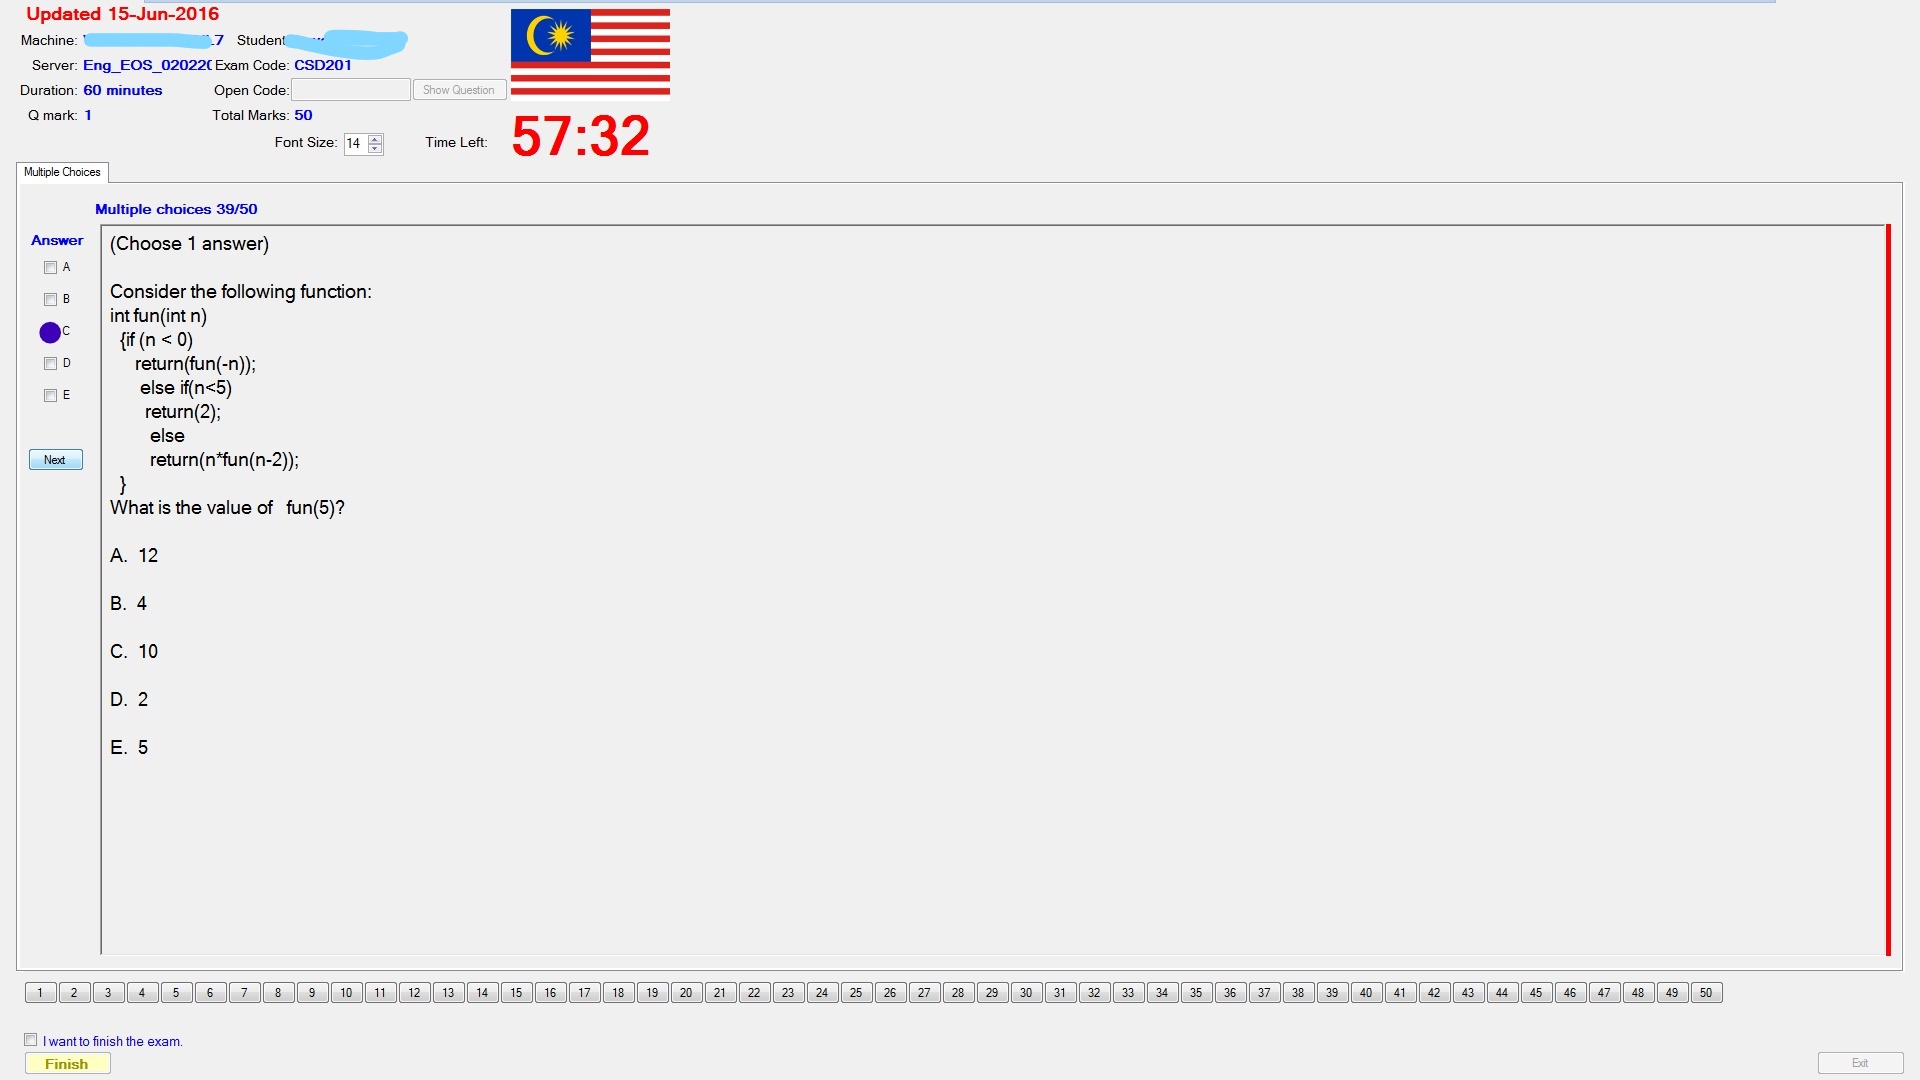 Updated 15-Jun-2016
Machine: L7 Student
Server: Eng_EOS_02022 Exam Code: CSD201
Duration: 60 minutes Open Code: Show Question
Q mark: 1 Total Marks: 50
Font Size: 14 Time Left: 57:32
Multiple Choices
Multiple choices 39/50
Answer
A
B
C
D
E
Next
(Choose 1 answer)
Consider the following function:
int fun(int n)
{if (n < 0)
return(fun(-n));
else if(n<5)
return(2);
else
return(n*fun(n-2));
}
What is the value of fun(5)?
A. 12
B. 4
C. 10
D. 2
E. 5
1 2 3 4 5 6 7 8 9 10 11 12 13 14 15 16 17 18 19 20 21 22 23 24 25 26 27 28 29 30 31 32 33 34 35 36 37 38 39 40 41 42 43 44 45 46 47 48 49 50
I want to finish the exam.
Finish
Exit